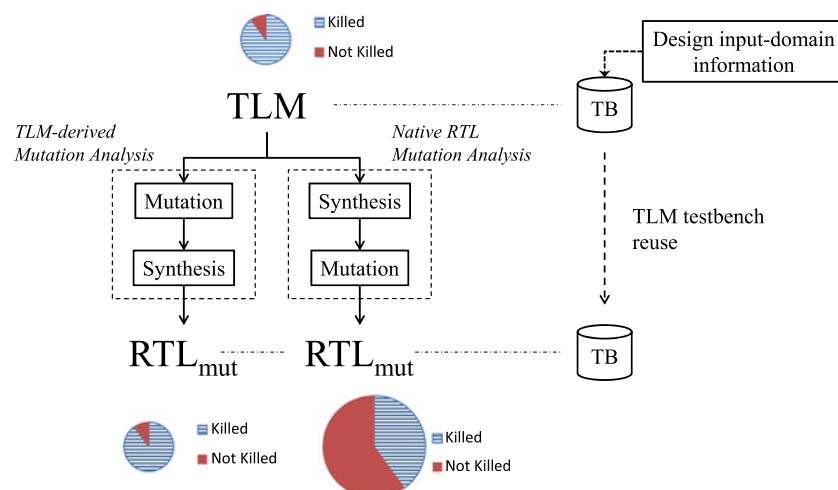 Killed
Not Killed
Design input-domain
information
TLM
TB
TLM-derived
Mutation Analysis
Native RTL
Mutation Analysis
Mutation
Synthesis
Synthesis
Mutation
TLM testbench
reuse
RTLmut
RTLmut
TB
Killed
Not Killed
Killed
Not Killed